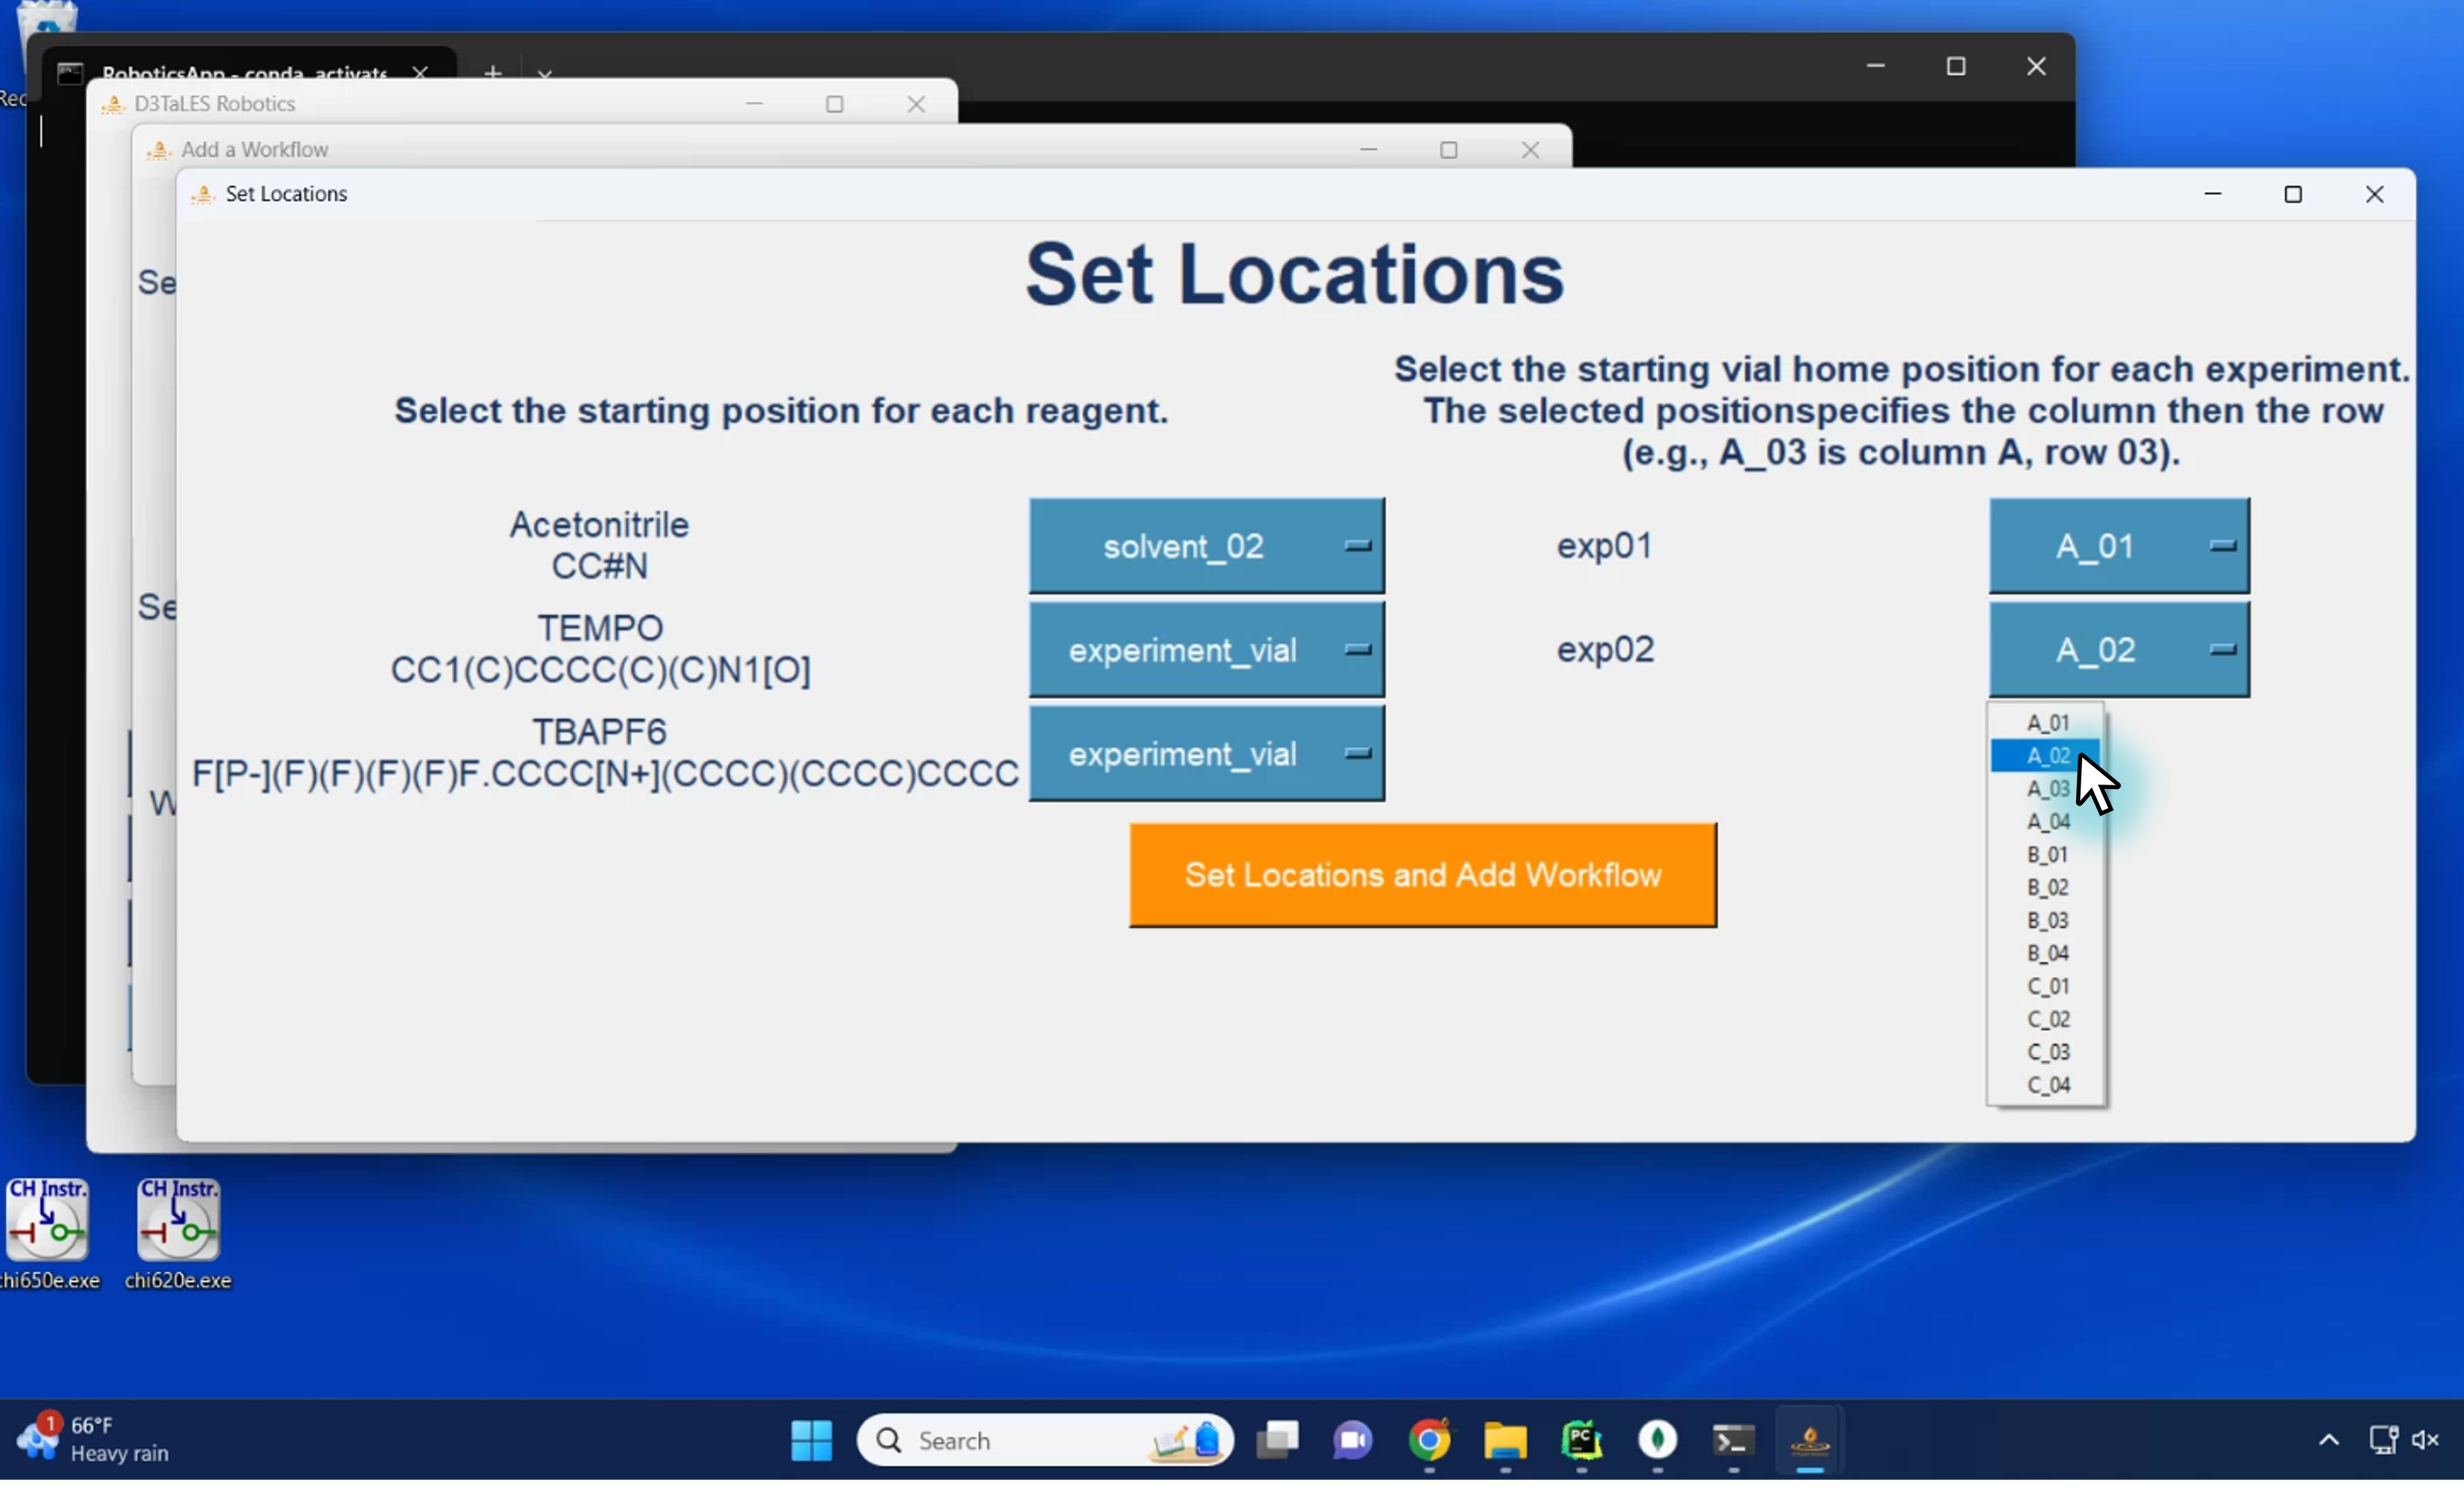 RoboticsApp - conda activate
D3TaLES Robotics
Add a Workflow
Set Locations
Set Locations
Select the starting position for each reagent.
Select the starting vial home position for each experiment.
The selected positionspecifies the column then the row
(e.g., A_03 is column A, row 03).
Acetonitrile
CC#N
solvent_02
exp01
A_01
TEMPO
CC1(C)CCCC(C)(C)N1[O]
experiment_vial
exp02
A_02
TBAPF6
F[P-](F)(F)(F)(F)F.CCCC[N+](CCCC)(CCCC)CCCC
experiment_vial
A_01
A_02
A_03
A_04
B_01
B_02
B_03
B_04
C_01
C_02
C_03
C_04
Set Locations and Add Workflow
Se
Se
W
Rec
CH Instr.
chi650e.exe
CH Instr.
chi620e.exe
1
66°F
Heavy rain
Search
PC